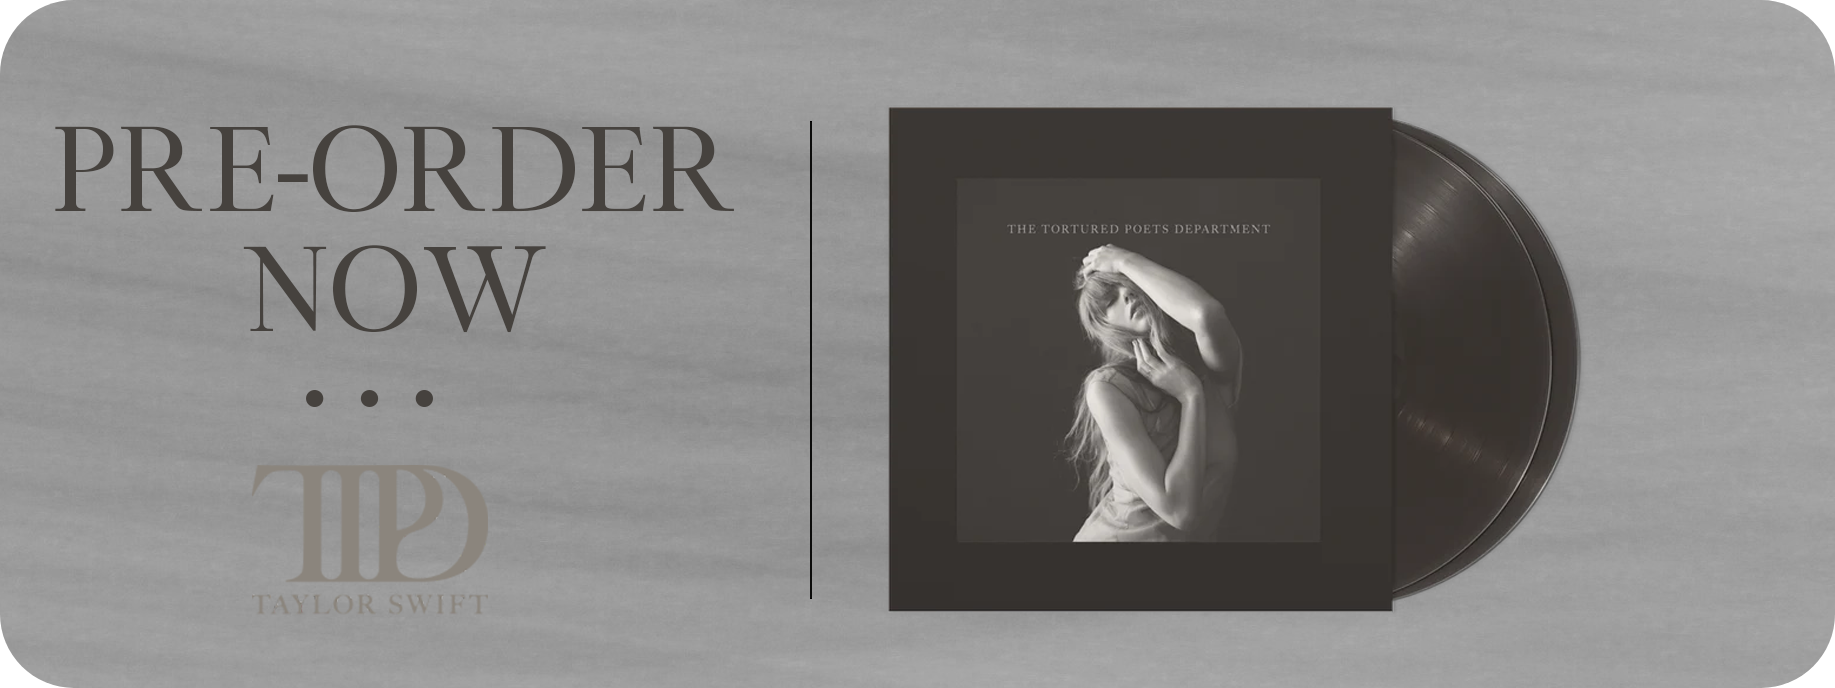 PRE-ORDER
NOW
• • •
TTPD
TAYLOR SWIFT
THE TORTURED POETS DEPARTMENT